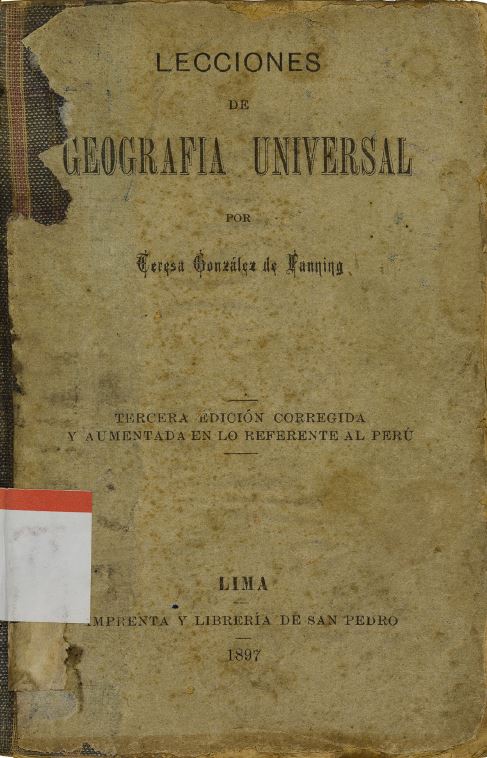 LECCIONES
DE
GEOGRAFIA UNIVERSAL
POR
Teresa González de Fanning
TERCERA EDICIÓN CORREGIDA
Y AUMENTADA EN LO REFERENTE AL PERÚ
LIMA
IMPRENTA Y LIBRERÍA DE SAN PEDRO
1897